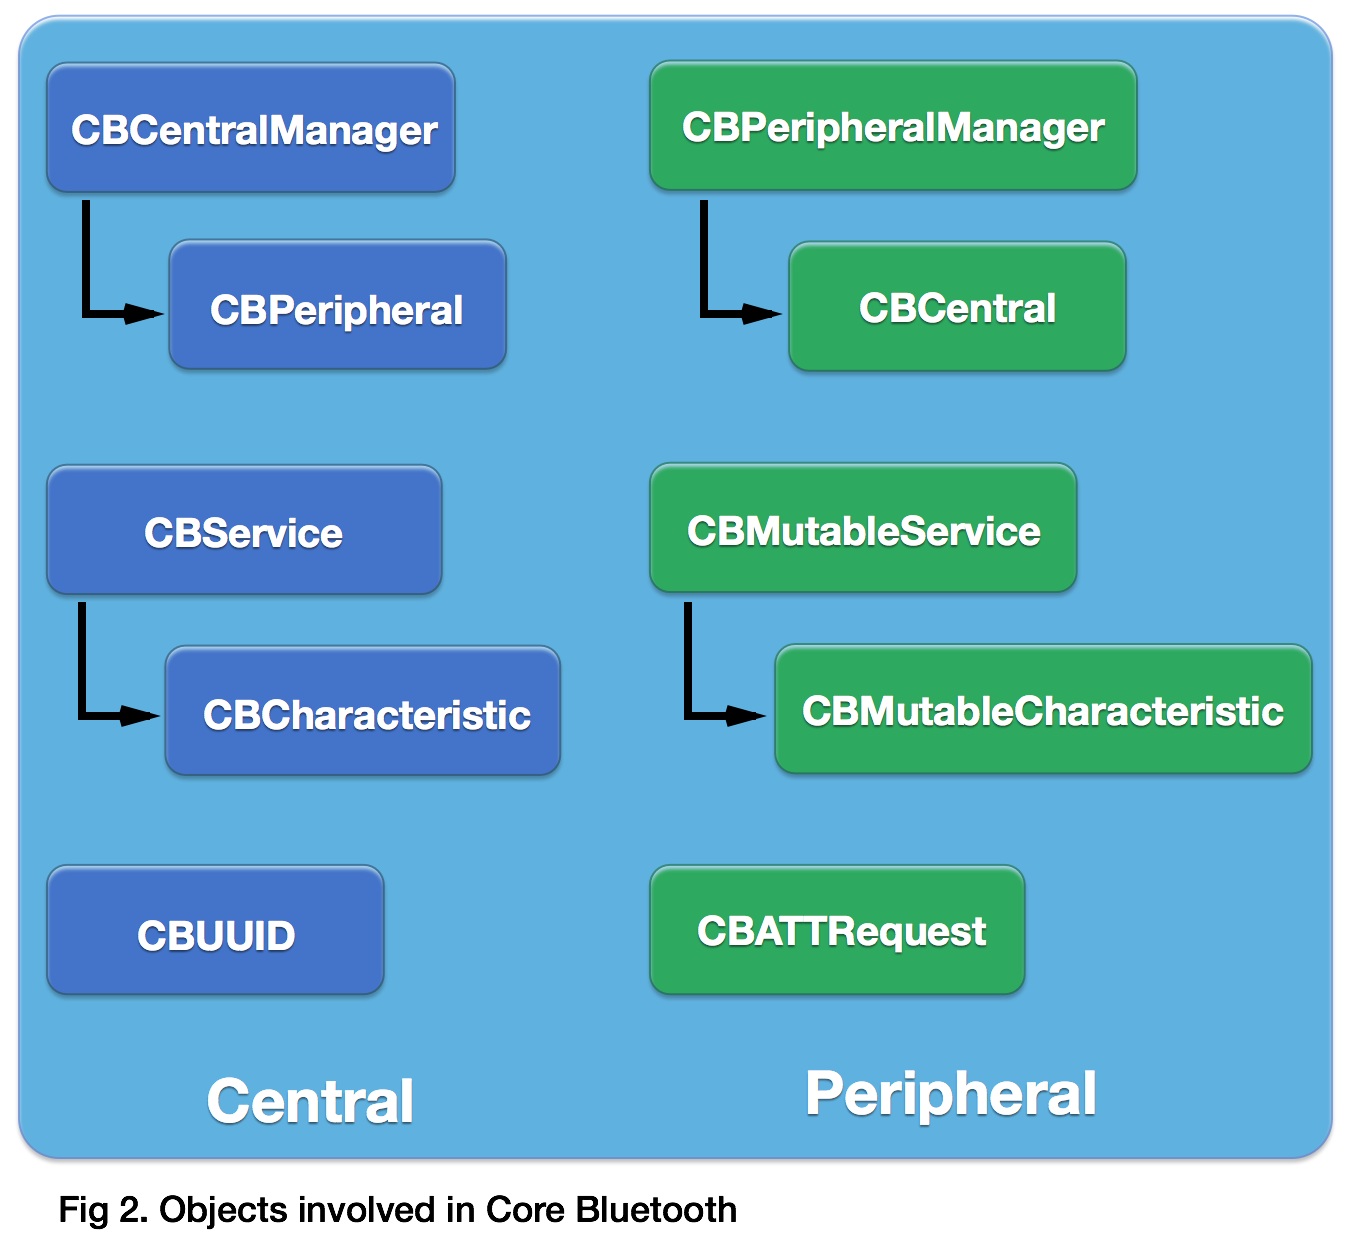 CBCentralManager
CBPeripheral
CBService
CBCharacteristic
CBUUID
Central
CBPeripheralManager
CBCentral
CBMutableService
CBMutableCharacteristic
CBATTRequest
Peripheral
Fig 2. Objects involved in Core Bluetooth